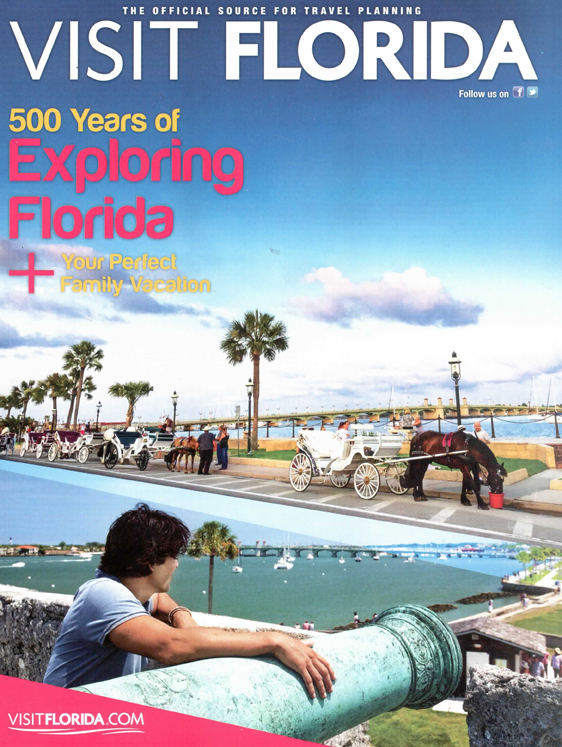 THE OFFICIAL SOURCE FOR TRAVEL PLANNING
VISIT FLORIDA
Follow us on
500 Years of
Exploring
Florida
+ Your Perfect
Family Vacation
VISITFLORIDA.COM